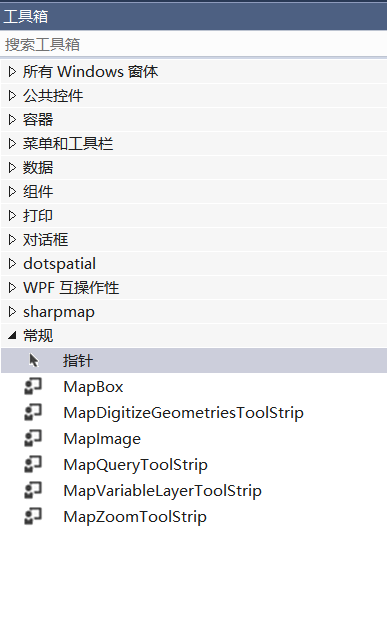 工具箱
搜索工具箱
所有 Windows 窗体
公共控件
容器
菜单和工具栏
数据
组件
打印
对话框
dotspatial
WPF 互操作性
sharpmap
常规
指针
MapBox
MapDigitizeGeometriesToolStrip
MapImage
MapQueryToolStrip
MapVariableLayerToolStrip
MapZoomToolStrip